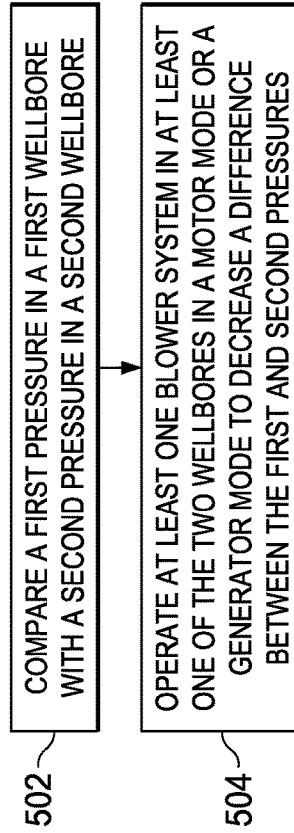 502
COMPARE A FIRST PRESSURE IN A FIRST WELLBORE
WITH A SECOND PRESSURE IN A SECOND WELLBORE
504
OPERATE AT LEAST ONE BLOWER SYSTEM IN AT LEAST
ONE OF THE TWO WELLBORES IN A MOTOR MODE OR A
GENERATOR MODE TO DECREASE A DIFFERENCE
BETWEEN THE FIRST AND SECOND PRESSURES